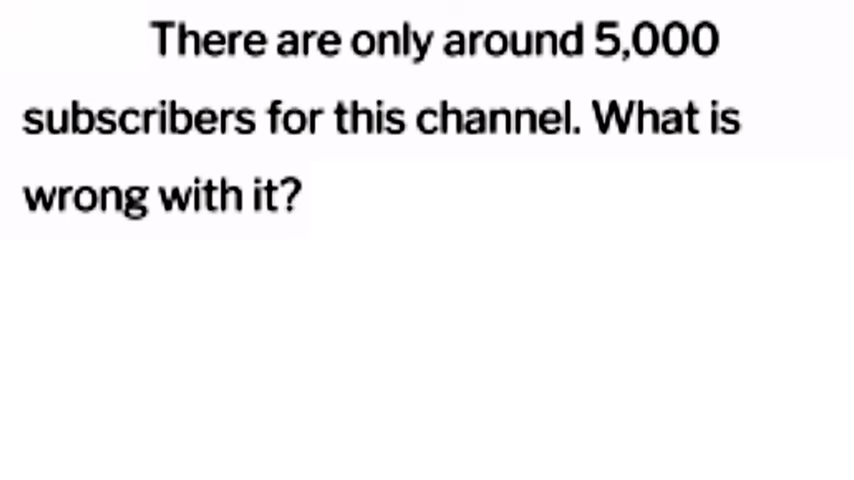 There are only around 5,000
subscribers for this channel. What is
wrong with it?